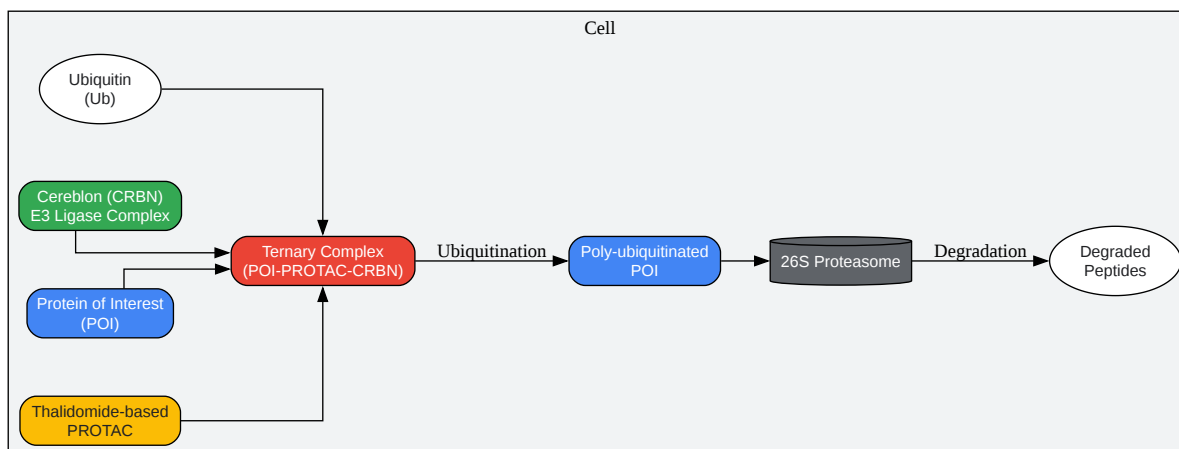 Cell
Ubiquitin
(Ub)
Cereblon (CRBN)
E3 Ligase Complex
Protein of Interest
(POI)
Thalidomide-based
PROTAC
Ternary Complex
(POI-PROTAC-CRBN)
Ubiquitination
Poly-ubiquitinated
POI
26S Proteasome
Degradation
Degraded
Peptides